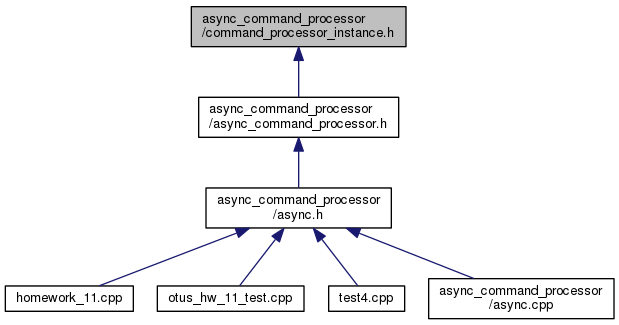 async_command_processor
/command_processor_instance.h
async_command_processor
/async_command_processor.h
async_command_processor
/async.h
homework_11.cpp
otus_hw_11_test.cpp
test4.cpp
async_command_processor
/async.cpp